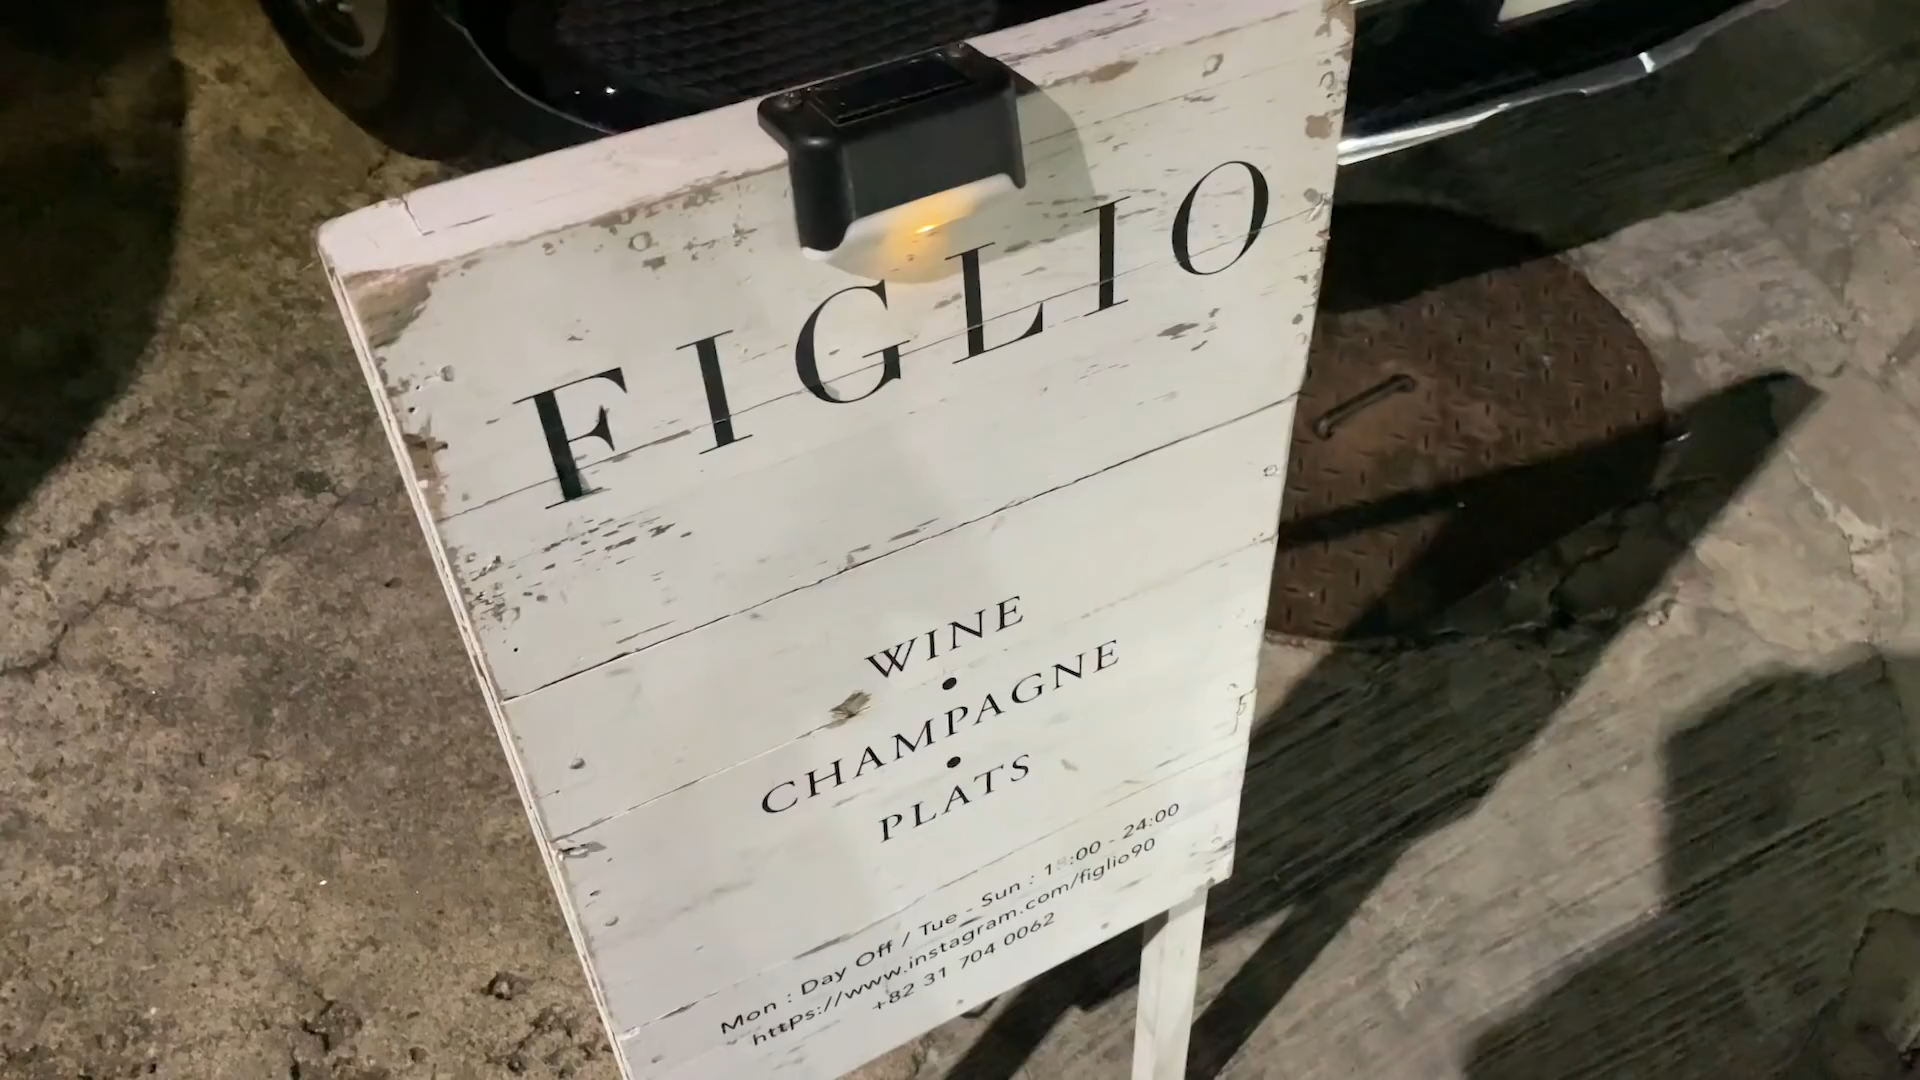 FIGLIO
WINE
•
CHAMPAGNE
•
PLATS
Mon : Day Off / Tue - Sun : - 24:00
https://www.instagram.com/figlio90
+82 31 704 0062